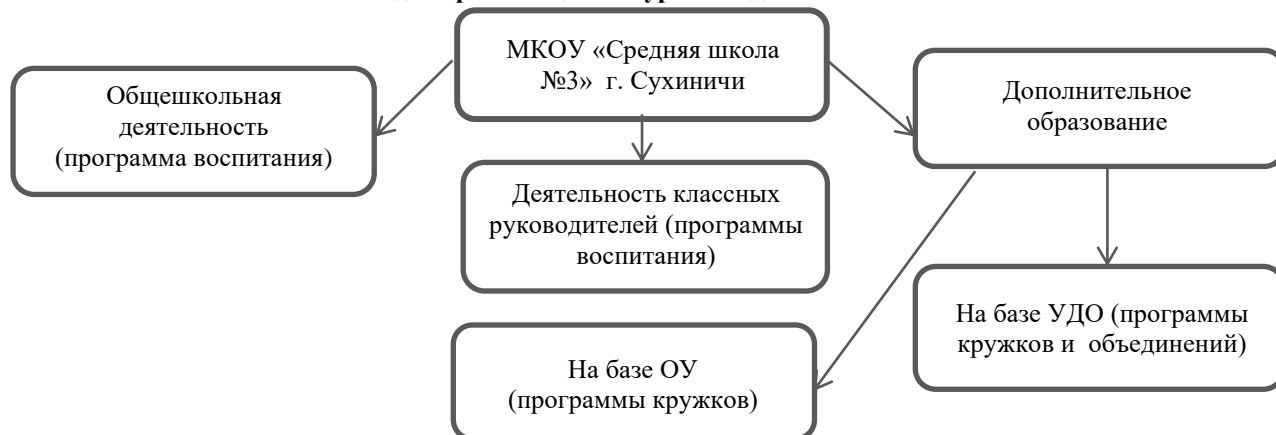 МКОУ «Средняя школа
№3» г. Сухиничи
Общешкольная
деятельность
(программа воспитания)
Дополнительное
образование
Деятельность классных
руководителей (программы
воспитания)
На базе УДО (программы
кружков и объединений)
На базе ОУ
(программы кружков)